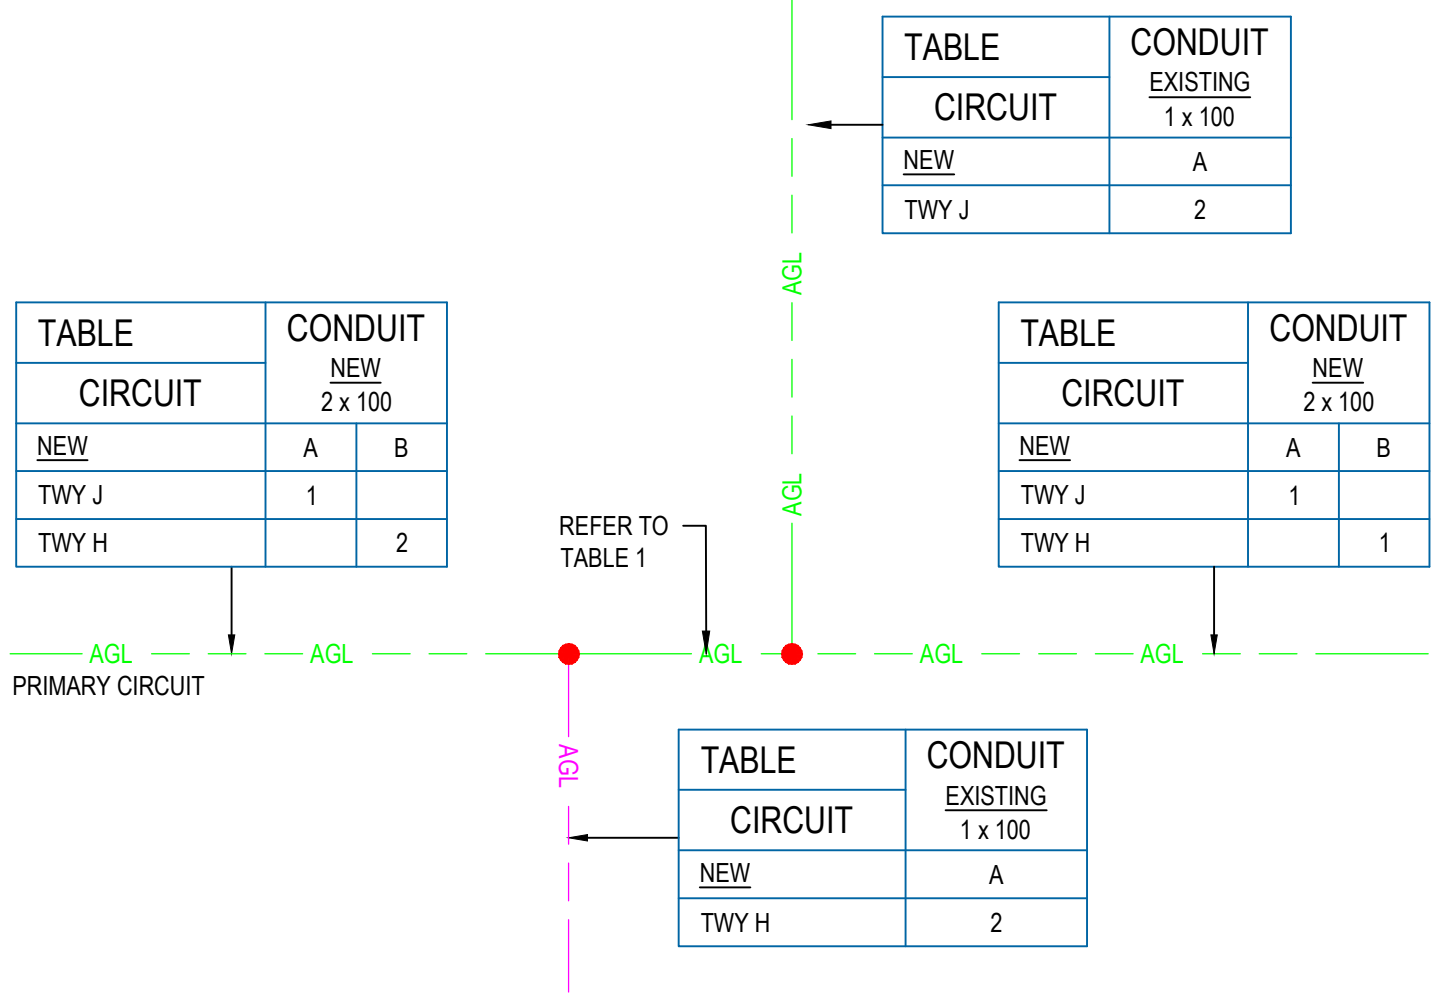 TABLE
CONDUIT
EXISTING
1 x 100
CIRCUIT
NEW A
TWY J 2
AGL
TABLE
CONDUIT
NEW
2 x 100
CIRCUIT
NEW A B
TWY J 1
TWY H 2
TABLE
CONDUIT
NEW
2 x 100
CIRCUIT
NEW A B
TWY J 1
TWY H 1
AGL
REFER TO
TABLE 1
AGL AGL AGL AGL AGL
PRIMARY CIRCUIT
AGL
TABLE
CONDUIT
EXISTING
1 x 100
CIRCUIT
NEW A
TWY H 2